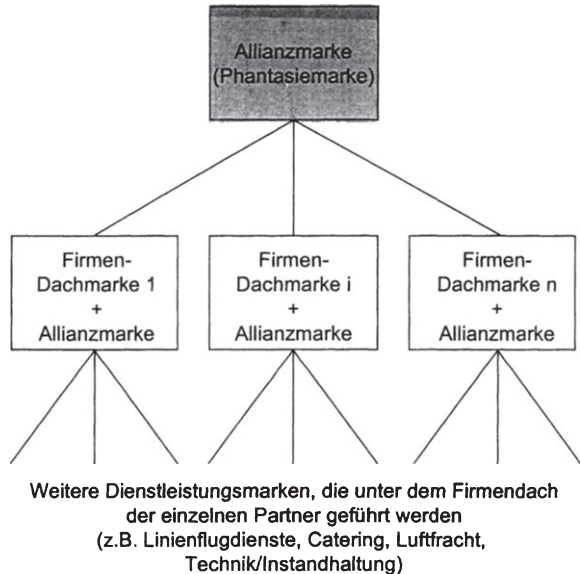 Allianzmarke
(Phantasiemarke)
Firmen-
Dachmarke 1
+
Allianzmarke
Firmen-
Dachmarke i
+
Allianzmarke
Firmen-
Dachmarke n
+
Allianzmarke
Weitere Dienstleistungsmarken, die unter dem Firmendach
der einzelnen Partner geführt werden
(z.B. Linienflugdienste, Catering, Luftfracht,
Technik/Instandhaltung)